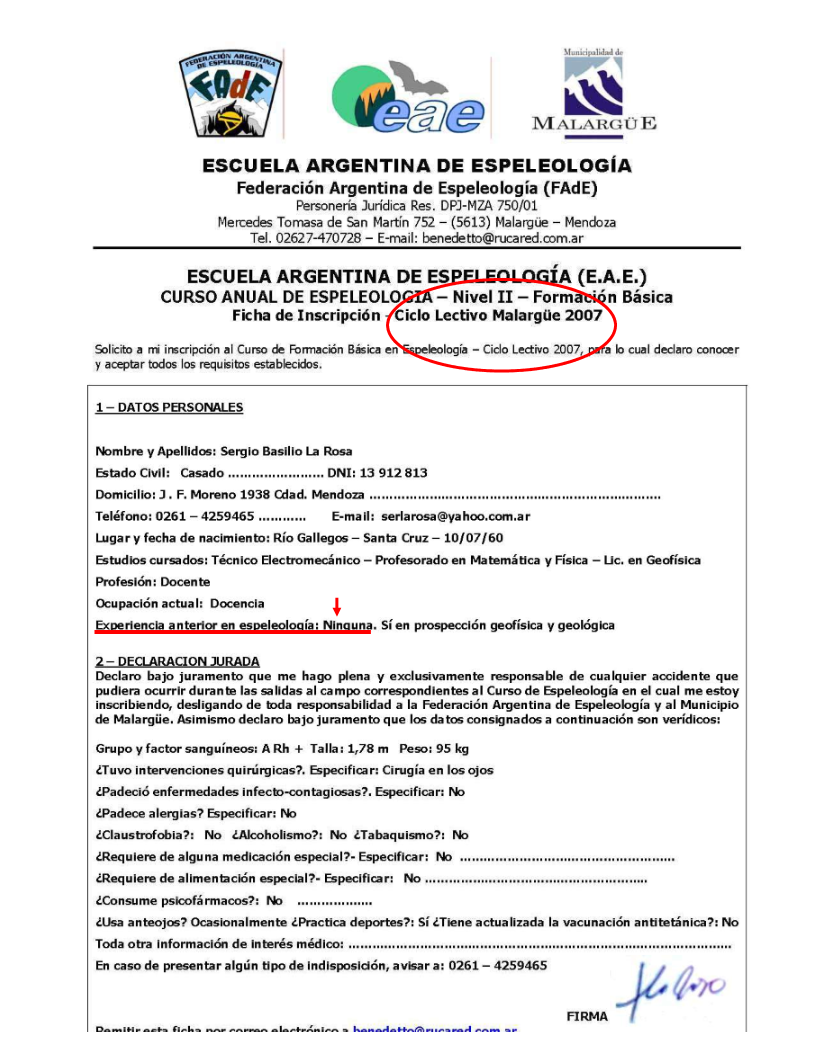 FEDERACIÓN ARGENTINA
DE ESPELEOLOGÍA
FAdE
eae
Municipalidad de
MALARGÜE
ESCUELA ARGENTINA DE ESPELEOLOGÍA
Federación Argentina de Espeleología (FAdE)
Personería Jurídica Res. DPJ-MZA 750/01
Mercedes Tomasa de San Martín 752 – (5613) Malargüe – Mendoza
Tel. 02627-470728 – E-mail: benedetto@rucared.com.ar
ESCUELA ARGENTINA DE ESPELEOLOGÍA (E.A.E.)
CURSO ANUAL DE ESPELEOLOGIA – Nivel II – Formación Básica
Ficha de Inscripción - Ciclo Lectivo Malargüe 2007
Solicito a mi inscripción al Curso de Formación Básica en Espeleología – Ciclo Lectivo 2007, para lo cual declaro conocer
y aceptar todos los requisitos establecidos.
1 – DATOS PERSONALES
Nombre y Apellidos: Sergio Basilio La Rosa
Estado Civil: Casado ........................ DNI: 13 912 813
Domicilio: J . F. Moreno 1938 Cdad. Mendoza .........................................................................
Teléfono: 0261 – 4259465 ............ E-mail: serlarosa@yahoo.com.ar
Lugar y fecha de nacimiento: Río Gallegos – Santa Cruz – 10/07/60
Estudios cursados: Técnico Electromecánico – Profesorado en Matemática y Física – Lic. en Geofísica
Profesión: Docente
Ocupación actual: Docencia
Experiencia anterior en espeleología: Ninguna. Sí en prospección geofísica y geológica
2 – DECLARACION JURADA
Declaro bajo juramento que me hago plena y exclusivamente responsable de cualquier accidente que
pudiera ocurrir durante las salidas al campo correspondientes al Curso de Espeleología en el cual me estoy
inscribiendo, desligando de toda responsabilidad a la Federación Argentina de Espeleología y al Municipio
de Malargüe. Asimismo declaro bajo juramento que los datos consignados a continuación son verídicos:
Grupo y factor sanguíneos: A Rh + Talla: 1,78 m Peso: 95 kg
¿Tuvo intervenciones quirúrgicas?. Especificar: Cirugía en los ojos
¿Padeció enfermedades infecto-contagiosas?. Especificar: No
¿Padece alergias? Especificar: No
¿Claustrofobia?: No ¿Alcoholismo?: No ¿Tabaquismo?: No
¿Requiere de alguna medicación especial?- Especificar: No ......................................................
¿Requiere de alimentación especial?- Especificar: No ........................................................
¿Consume psicofármacos?: No ...................
¿Usa anteojos? Ocasionalmente ¿Practica deportes?: Sí ¿Tiene actualizada la vacunación antitetánica?: No
Toda otra información de interés médico: ................................................................................................
En caso de presentar algún tipo de indisposición, avisar a: 0261 – 4259465
FIRMA
Remitir esta ficha por correo electrónico a benedetto@rucared.com.ar